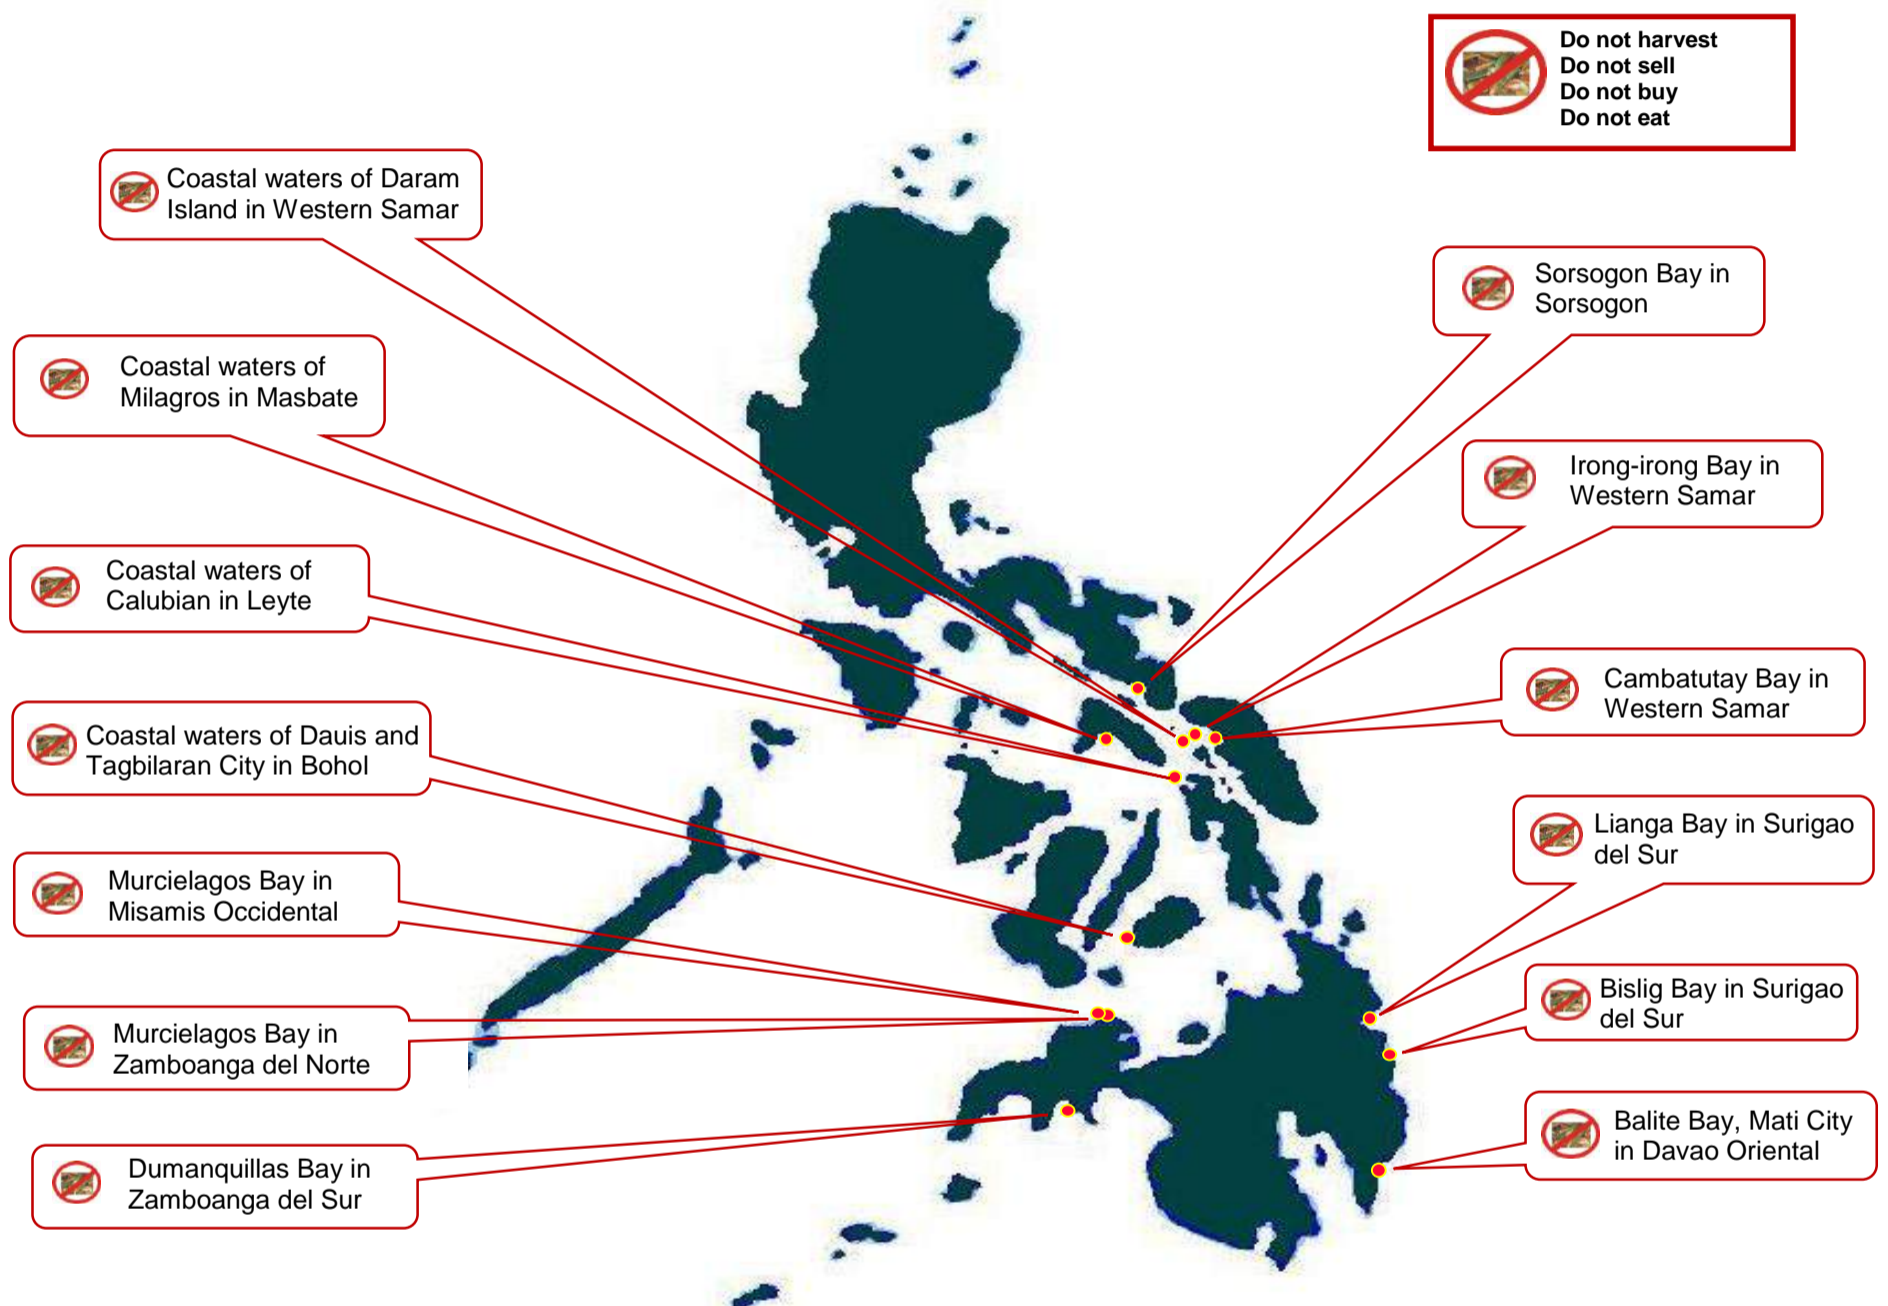 Do not harvest
Do not sell
Do not buy
Do not eat
Coastal waters of Daram
Island in Western Samar
Coastal waters of
Milagros in Masbate
Coastal waters of
Calubian in Leyte
Coastal waters of Dauis and
Tagbilaran City in Bohol
Murcielagos Bay in
Misamis Occidental
Murcielagos Bay in
Zamboanga del Norte
Dumanquillas Bay in
Zamboanga del Sur
Sorsogon Bay in
Sorsogon
Irong-irong Bay in
Western Samar
Cambatutay Bay in
Western Samar
Lianga Bay in Surigao
del Sur
Bislig Bay in Surigao
del Sur
Balite Bay, Mati City
in Davao Oriental